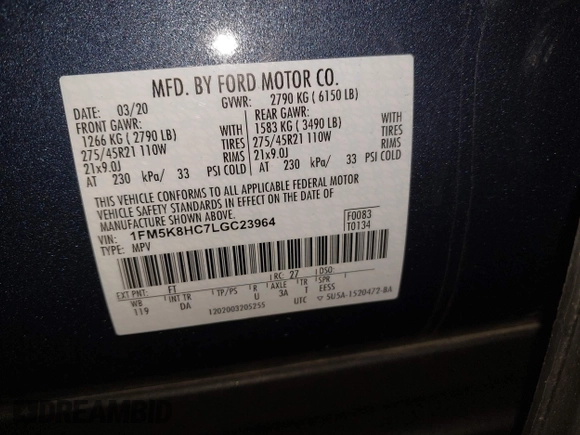 MFD. BY FORD MOTOR CO.
DATE: 03/20 GVWR: 2790 KG ( 6150 LB)
FRONT GAWR: REAR GAWR:
1266 KG ( 2790 LB) WITH 1583 KG ( 3490 LB) WITH
275/45R21 110W TIRES 275/45R21 110W TIRES
21x9.0J RIMS 21x9.0J RIMS
AT 230 kPa/ 33 PSI COLD AT 230 kPa/ 33 PSI COLD
THIS VEHICLE CONFORMS TO ALL APPLICABLE FEDERAL MOTOR
VEHICLE SAFETY STANDARDS IN EFFECT ON THE DATE OF
MANUFACTURE SHOWN ABOVE.
VIN: 1FM5K8HC7LGC23964 F0083
TYPE: MPV T0134
EXT PNT: FT RC: 27 DSO:
WB INT TR TP/PS R AXLE TR SPR
119 DA U 3A T EESS
1202003205255 UTC ▽ SU5A-1520472-BA
DREAMBID